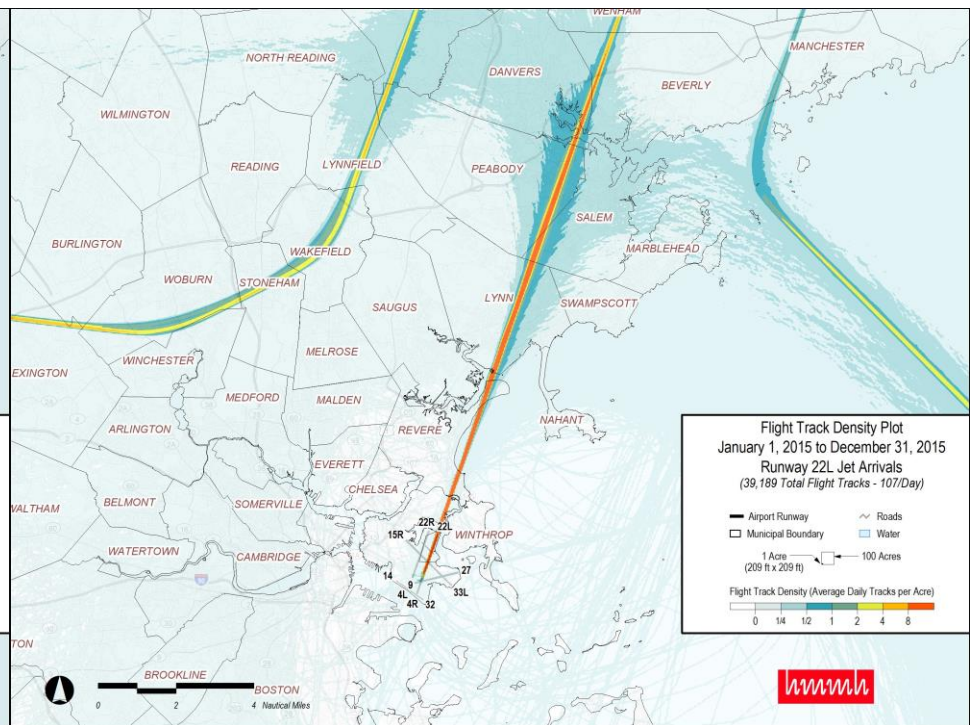 WENHAM
MANCHESTER
NORTH READING
DANVERS
BEVERLY
WILMINGTON
READING
LYNNFIELD
PEABODY
SALEM
BURLINGTON
WAKEFIELD
MARBLEHEAD
WOBURN
STONEHAM
SAUGUS
LYNN
SWAMPSCOTT
WINCHESTER
MELROSE
EXINGTON
MEDFORD
MALDEN
NAHANT
ARLINGTON
REVERE
EVERETT
CHELSEA
BELMONT
SOMERVILLE
WALTHAM
WATERTOWN
CAMBRIDGE
22R
22L
15R
WINTHROP
14
27
9
33L
4L
4R
32
TON
BROOKLINE
BOSTON
0 2 4 Nautical Miles
Flight Track Density Plot
January 1, 2015 to December 31, 2015
Runway 22L Jet Arrivals
(39,189 Total Flight Tracks - 107/Day)
Airport Runway
Roads
Municipal Boundary
Water
1 Acre
(209 ft x 209 ft)
100 Acres
Flight Track Density (Average Daily Tracks per Acre)
0 1/4 1/2 1 2 4 8
hmmh